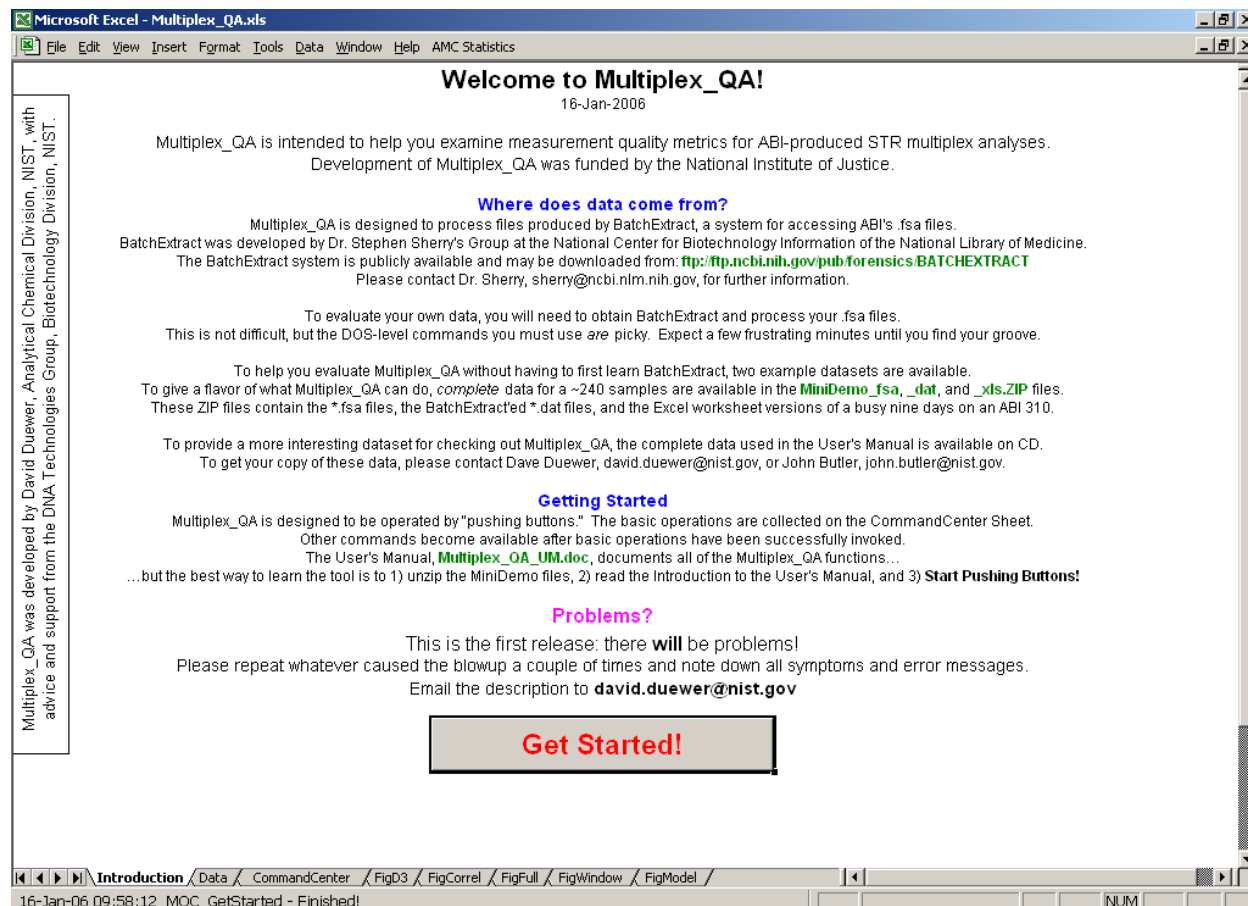 Microsoft Excel - Multiplex_QA.xls
File Edit View Insert Format Tools Data Window Help AMC Statistics
Multiplex_QA was developed by David Duewer, Analytical Chemical Division, NIST, with
advice and support from the DNA Technologies Group, Biotechnology Division, NIST.
Welcome to Multiplex_QA!
16-Jan-2006
Multiplex_QA is intended to help you examine measurement quality metrics for ABI-produced STR multiplex analyses.
Development of Multiplex_QA was funded by the National Institute of Justice.
Where does data come from?
Multiplex_QA is designed to process files produced by BatchExtract, a system for accessing ABI's .fsa files.
BatchExtract was developed by Dr. Stephen Sherry's Group at the National Center for Biotechnology Information of the National Library of Medicine.
The BatchExtract system is publicly available and may be downloaded from: ftp://ftp.ncbi.nih.gov/pub/forensics/BATCHEXTRACT
Please contact Dr. Sherry, sherry@ncbi.nlm.nih.gov, for further information.
To evaluate your own data, you will need to obtain BatchExtract and process your .fsa files.
This is not difficult, but the DOS-level commands you must use are picky. Expect a few frustrating minutes until you find your groove.
To help you evaluate Multiplex_QA without having to first learn BatchExtract, two example datasets are available.
To give a flavor of what Multiplex_QA can do, complete data for a ~240 samples are available in the MiniDemo_fsa, _dat, and _xls.ZIP files.
These ZIP files contain the *.fsa files, the BatchExtract'ed *.dat files, and the Excel worksheet versions of a busy nine days on an ABI 310.
To provide a more interesting dataset for checking out Multiplex_QA, the complete data used in the User's Manual is available on CD.
To get your copy of these data, please contact Dave Duewer, david.duewer@nist.gov, or John Butler, john.butler@nist.gov.
Getting Started
Multiplex_QA is designed to be operated by "pushing buttons." The basic operations are collected on the CommandCenter Sheet.
Other commands become available after basic operations have been successfully invoked.
The User's Manual, Multiplex_QA_UM.doc, documents all of the Multiplex_QA functions...
...but the best way to learn the tool is to 1) unzip the MiniDemo files, 2) read the Introduction to the User's Manual, and 3) Start Pushing Buttons!
Problems?
This is the first release: there will be problems!
Please repeat whatever caused the blowup a couple of times and note down all symptoms and error messages.
Email the description to david.duewer@nist.gov
Get Started!
Introduction Data CommandCenter FigD3 FigCorrel FigFull FigWindow FigModel
16-Jan-06 09:58:12 MOC_GetStarted - Finished! NUM